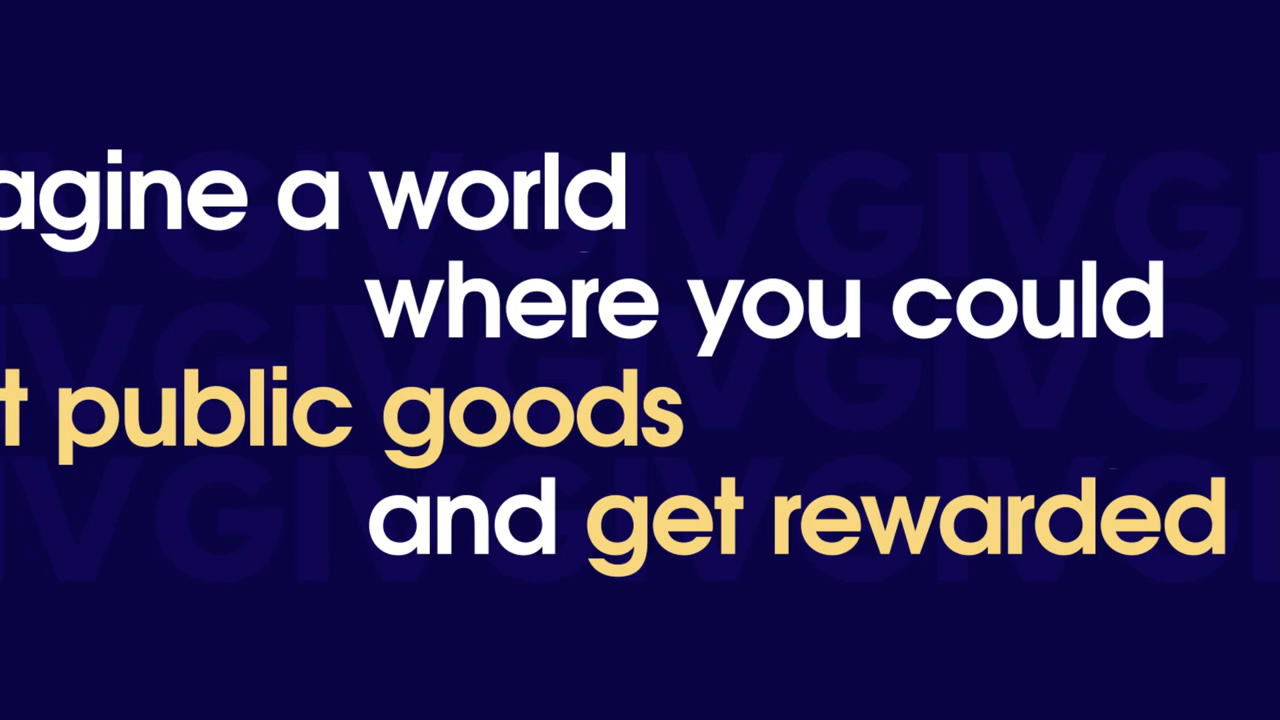 agine a world
where you could
t public goods
and get rewarded